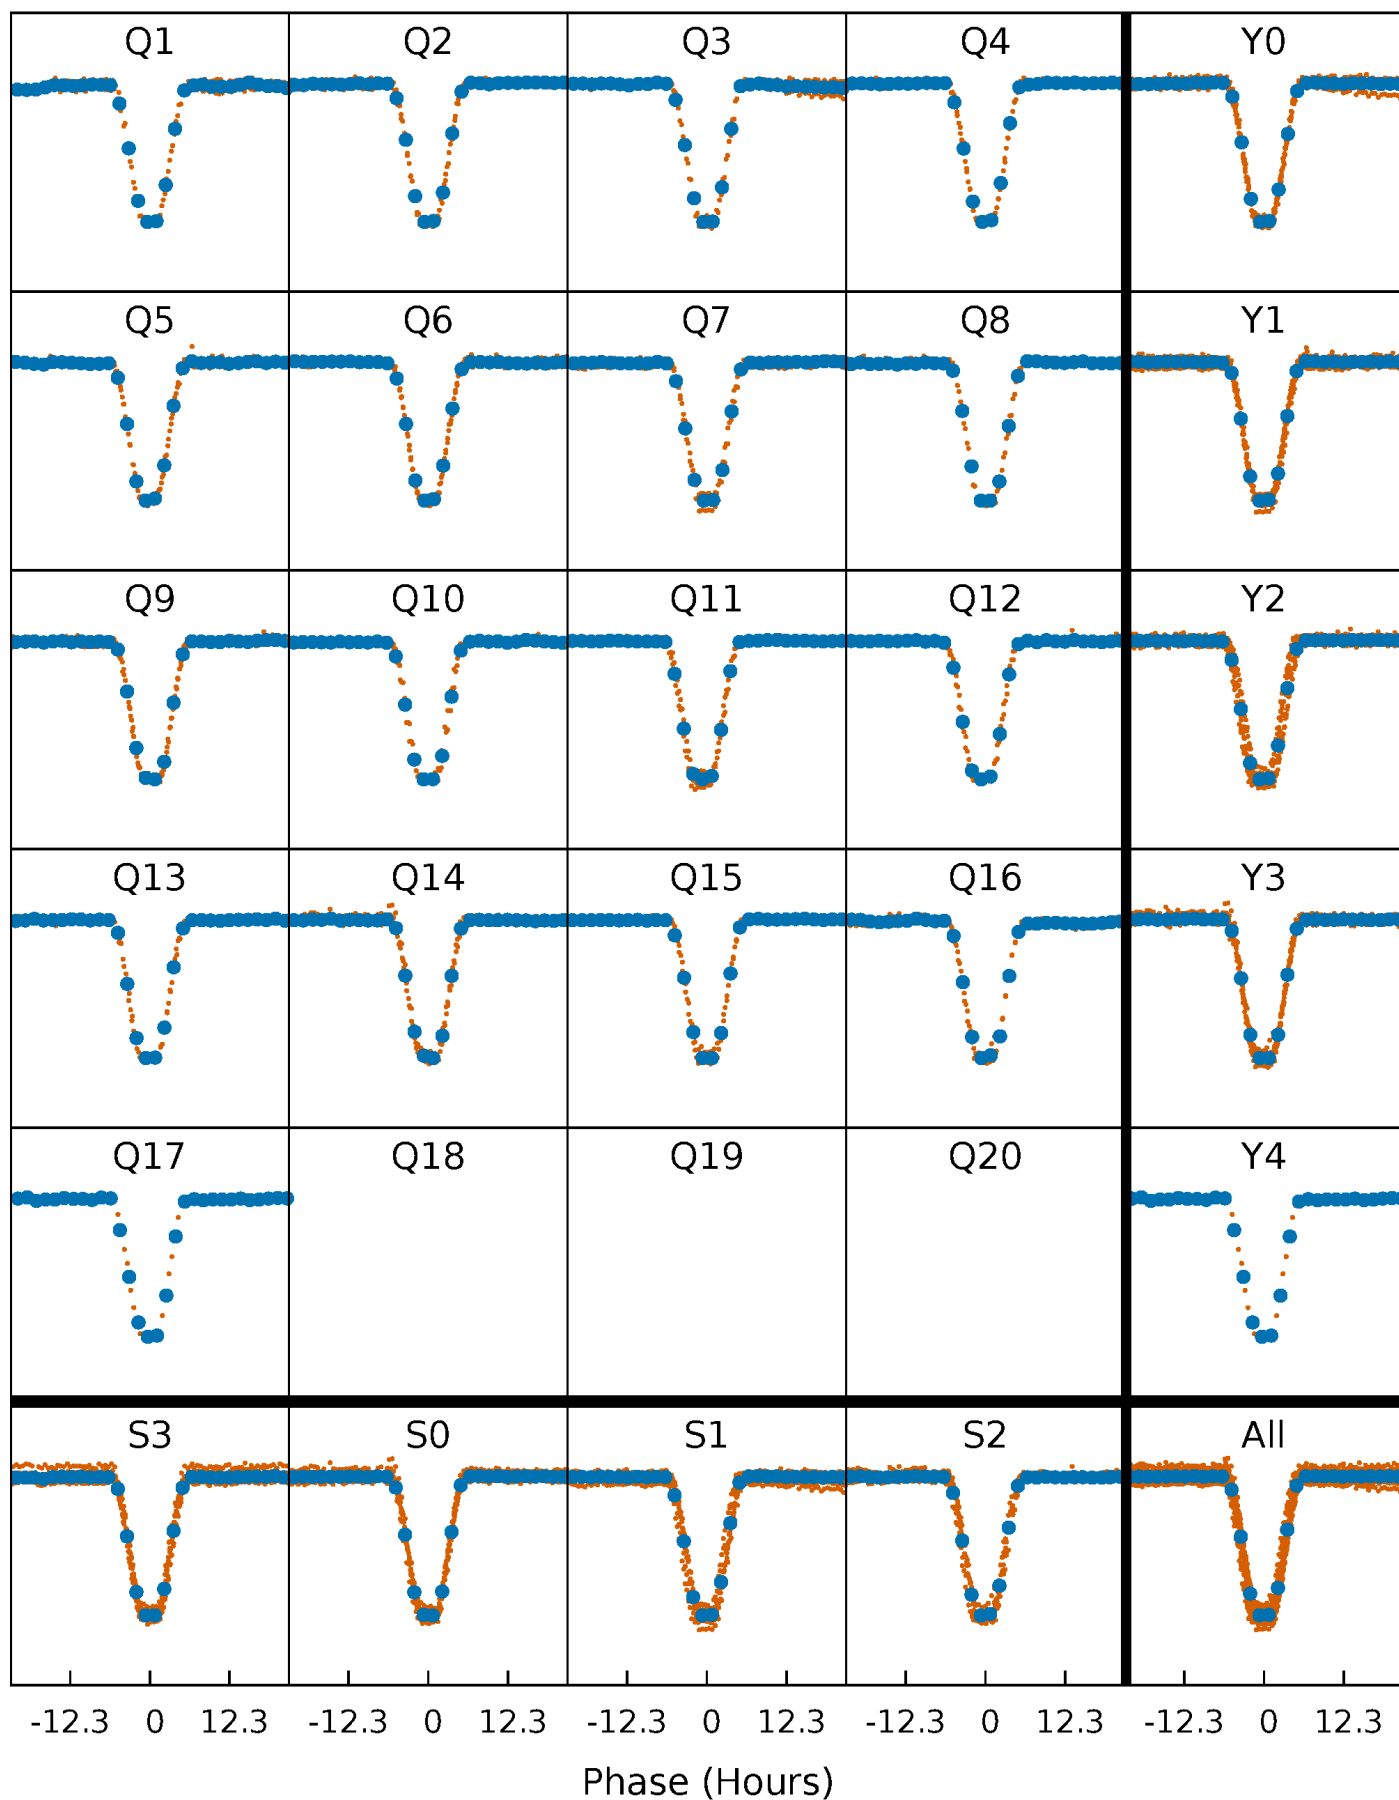 Q1 Q2 Q3 Q4 Y0
Q5 Q6 Q7 Q8 Y1
Q9 Q10 Q11 Q12 Y2
Q13 Q14 Q15 Q16 Y3
Q17 Q18 Q19 Q20 Y4
S3 S0 S1 S2 All
-12.3 0 12.3 -12.3 0 12.3 -12.3 0 12.3 -12.3 0 12.3 -12.3 0 12.3
Phase (Hours)